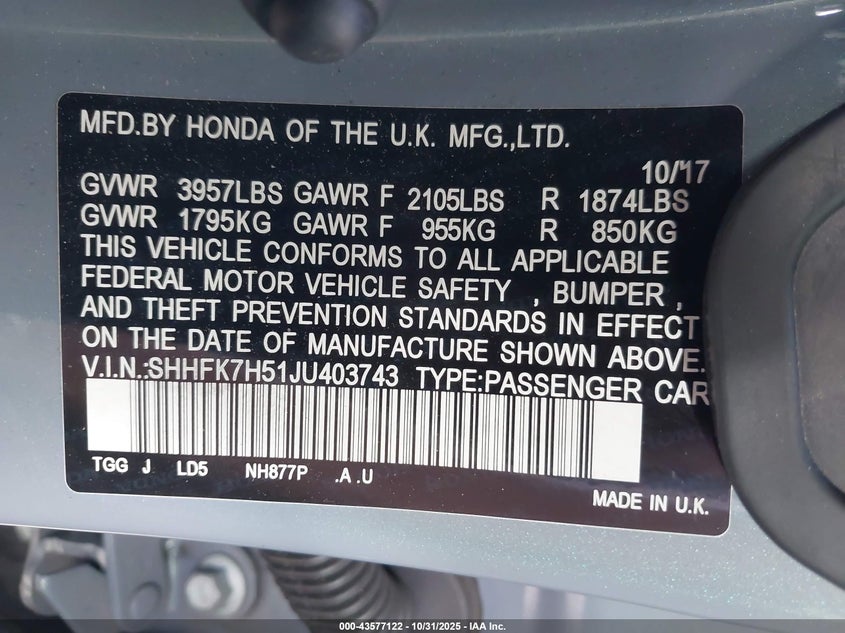 MFD.BY HONDA OF THE U.K. MFG.,LTD.
10/'17
GVWR 3957LBS GAWR F 2105LBS R 1874LBS
GVWR 1795KG GAWR F 955KG R 850KG
THIS VEHICLE CONFORMS TO ALL APPLICABLE
FEDERAL MOTOR VEHICLE SAFETY , BUMPER ,
AND THEFT PREVENTION STANDARDS IN EFFECT
ON THE DATE OF MANUFACTURE SHOWN ABOVE.
V.I.N.:SHHFK7H51JU403743 TYPE:PASSENGER CAR
TGG J LD5 NH877P .A .U
MADE IN U.K.
000-43577122 - 10/31/2025 - IAA Inc.